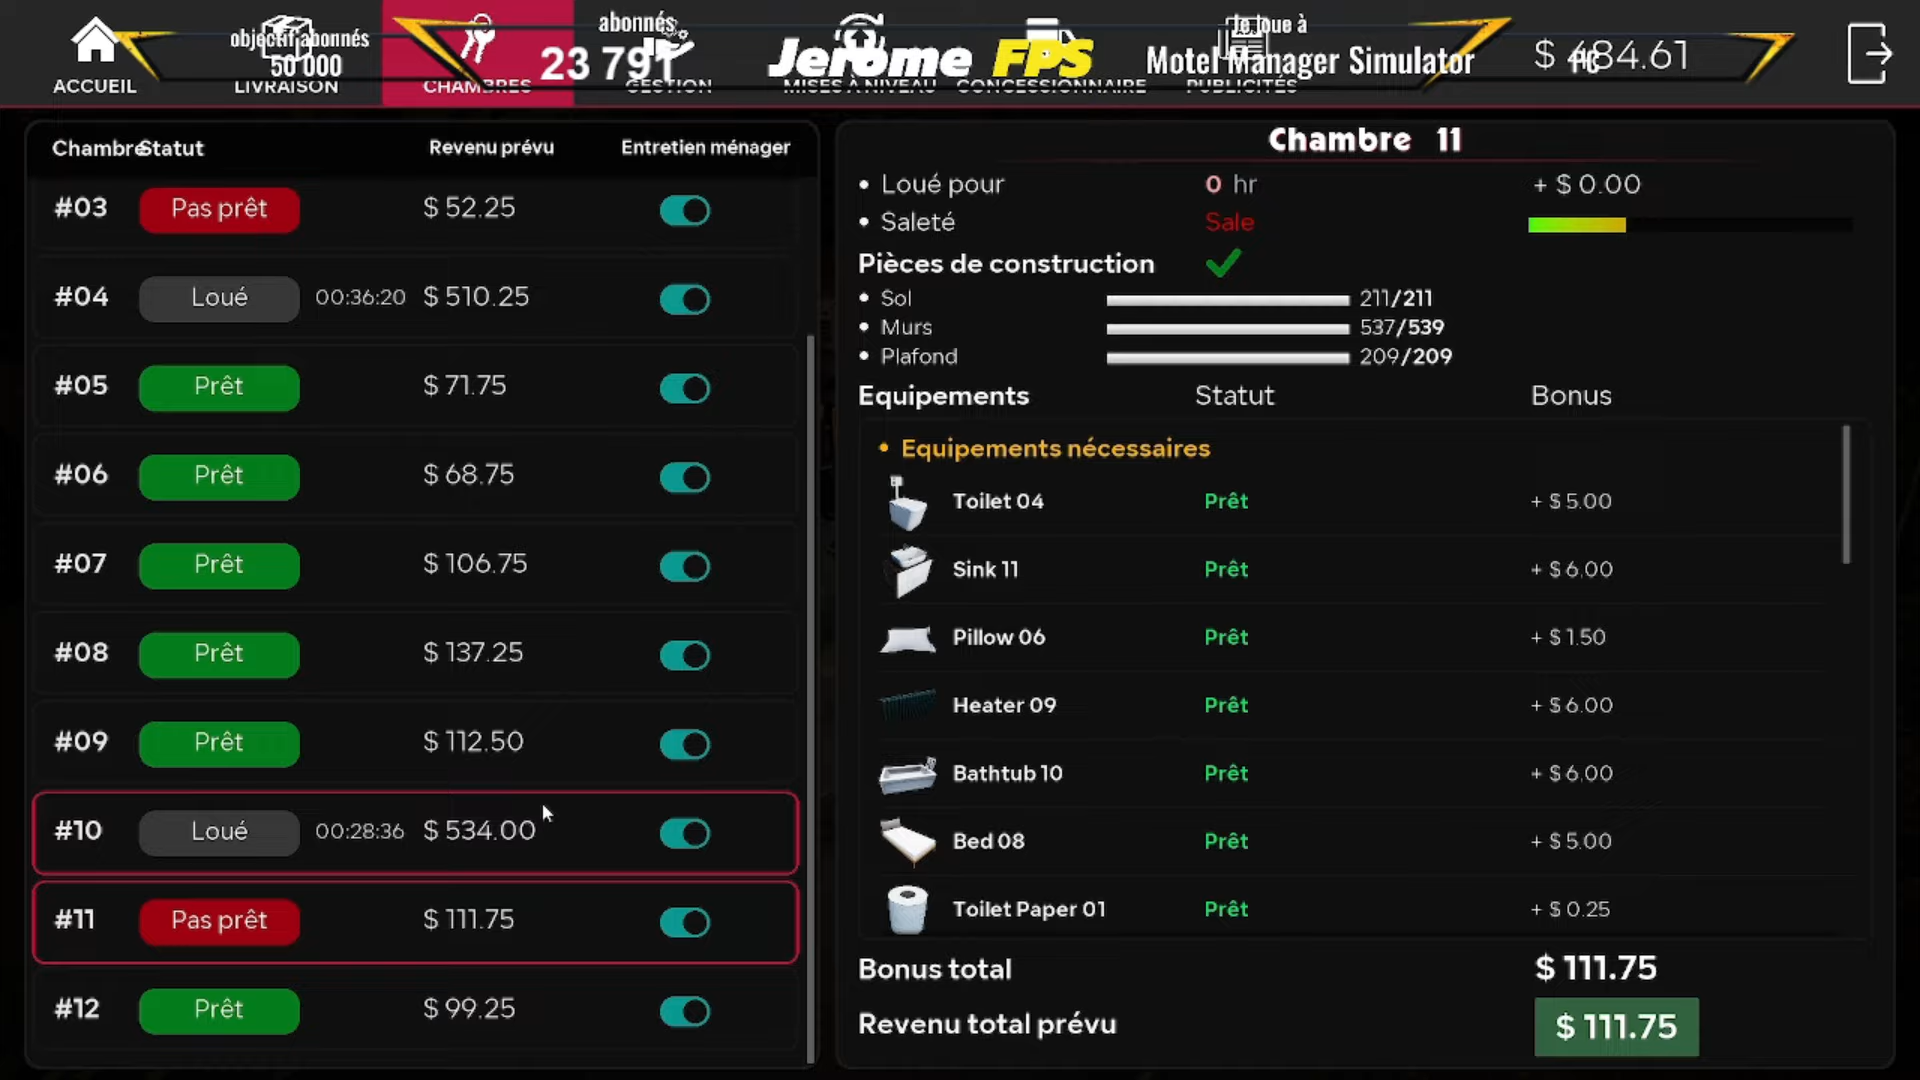 ACCUEIL
objectif abonnés
50 000
LIVRAISON
CHAMBRES
abonnés
23 791
GESTION
Jerome FPS
MISES À NIVEAU
CONCESSIONNAIRE
Je joue à
Motel Manager Simulator
PUBLICITÉS
$ 484.61
Chambre Statut Revenu prévu Entretien ménager
#03 Pas prêt $ 52.25
#04 Loué 00:36:20 $ 510.25
#05 Prêt $ 71.75
#06 Prêt $ 68.75
#07 Prêt $ 106.75
#08 Prêt $ 137.25
#09 Prêt $ 112.50
#10 Loué 00:28:36 $ 534.00
#11 Pas prêt $ 111.75
#12 Prêt $ 99.25
Chambre 11
• Loué pour 0 hr + $ 0.00
• Saleté Sale
Pièces de construction
• Sol 211/211
• Murs 537/539
• Plafond 209/209
Equipements Statut Bonus
• Equipements nécessaires
Toilet 04 Prêt + $ 5.00
Sink 11 Prêt + $ 6.00
Pillow 06 Prêt + $ 1.50
Heater 09 Prêt + $ 6.00
Bathtub 10 Prêt + $ 6.00
Bed 08 Prêt + $ 5.00
Toilet Paper 01 Prêt + $ 0.25
Bonus total $ 111.75
Revenu total prévu $ 111.75